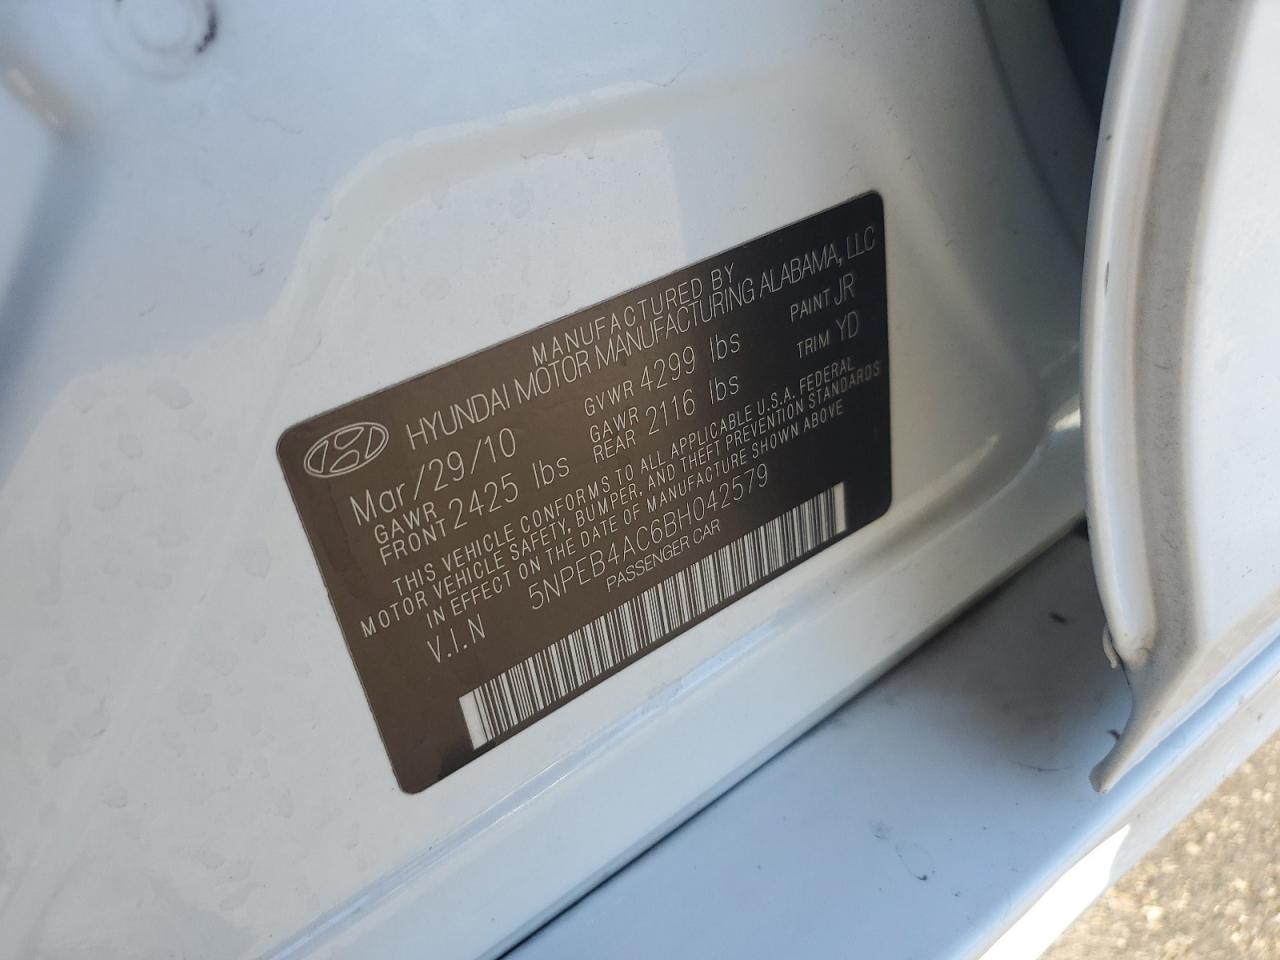 MANUFACTURED BY
HYUNDAI MOTOR MANUFACTURING ALABAMA, LLC
Mar/29/10 GVWR 4299 lbs PAINT JR
GAWR FRONT 2425 lbs GAWR REAR 2116 lbs TRIM YD
THIS VEHICLE CONFORMS TO ALL APPLICABLE U.S.A. FEDERAL
MOTOR VEHICLE SAFETY, BUMPER, AND THEFT PREVENTION STANDARDS
IN EFFECT ON THE DATE OF MANUFACTURE SHOWN ABOVE
V.I.N 5NPEB4AC6BH042579
PASSENGER CAR